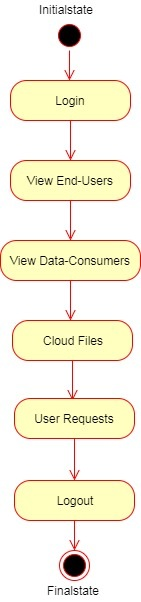 Initialstate
Login
View End-Users
View Data-Consumers
Cloud Files
User Requests
Logout
Finalstate